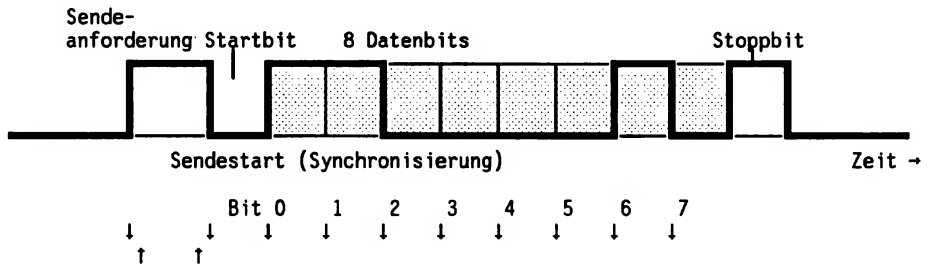 Sende-
anforderung Startbit 8 Datenbits Stoppbit
Sendestart (Synchronisierung) Zeit →
Bit 0 1 2 3 4 5 6 7